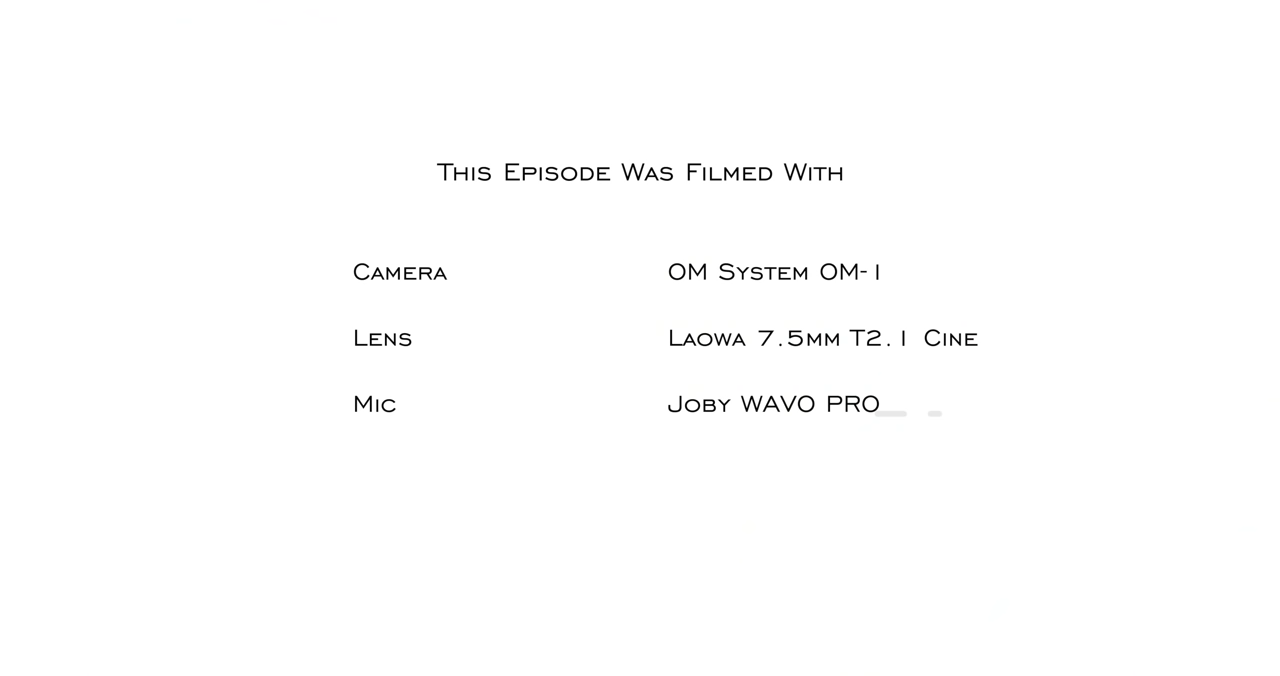 This Episode Was Filmed With
Camera OM System OM-1
Lens Laowa 7.5mm T2.1 Cine
Mic Joby WAVO PRO